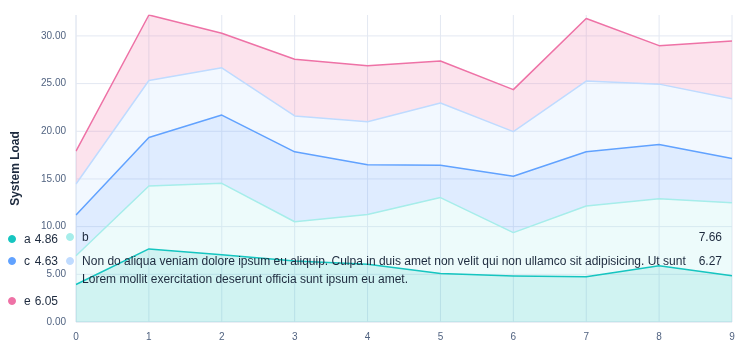 30.00
25.00
20.00
15.00
10.00
5.00
0.00
System Load
a 4.86
b 7.66
c 4.63
Non do aliqua veniam dolore ipsum eu aliquip. Culpa in duis amet non velit qui non ullamco sit adipisicing. Ut sunt 6.27
Lorem mollit exercitation deserunt officia sunt ipsum eu amet.
e 6.05
0 1 2 3 4 5 6 7 8 9